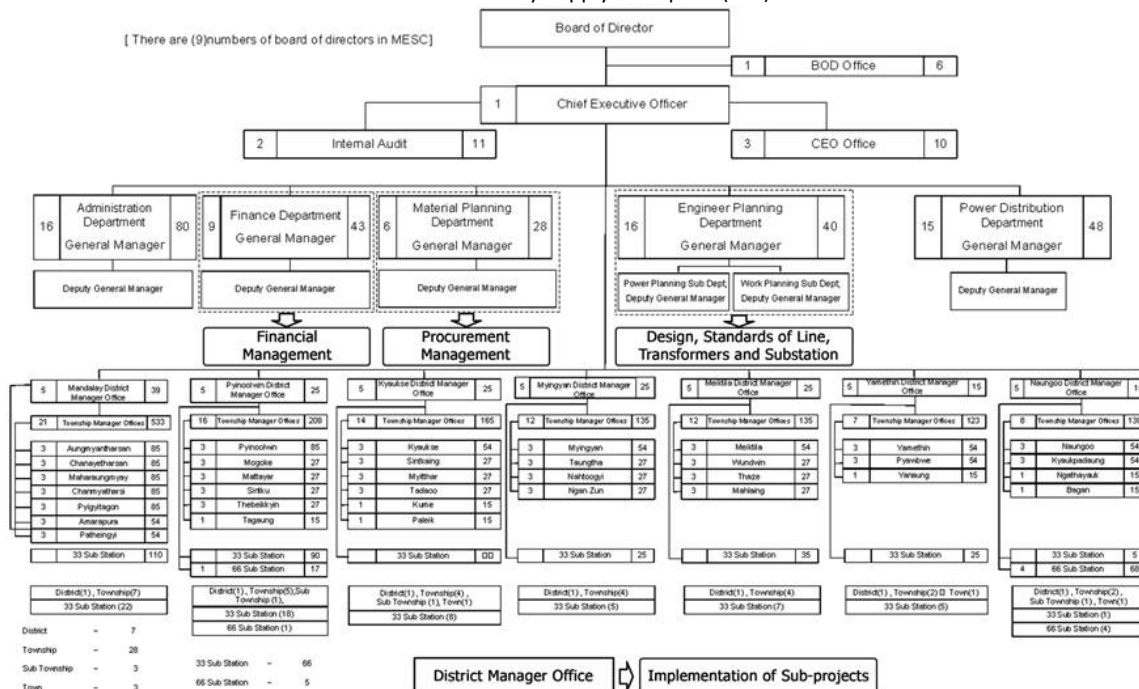 Board of Director
[ There are (9)numbers of board of directors in MESC]
1 BOD Office 6
1 Chief Executive Officer
2 Internal Audit 11
3 CEO Office 10
16 Administration Department General Manager 80
9 Finance Department General Manager 43
6 Material Planning Department General Manager 28
16 Engineer Planning Department General Manager 40
15 Power Distribution Department General Manager 48
Deputy General Manager
Deputy General Manager
Deputy General Manager
Power Planning Sub Dept, Deputy General Manager
Work Planning Sub Dept, Deputy General Manager
Deputy General Manager
Financial Management
Procurement Management
Design, Standards of Line, Transformers and Substation
5 Mandalay District Manager Office 39
21 Township Manager Offices 533
3 Aungmyantharsan 85
3 Chanayetharsan 85
3 Maharaungmyay 85
3 Chanmyatharsi 85
3 Pyigyitagon 85
3 Amarapura 54
3 Patheingyi 54
33 Sub Station 110
District(1) , Township(7)
33 Sub Station (22)
5 Pyinoolwin District Manager Office 25
16 Township Manager Offices 208
3 Pyinoolwin 85
3 Mogoke 27
3 Mattayar 27
3 Sintku 27
3 Thebeikkyin 27
1 Tagaung 15
33 Sub Station 90
1 66 Sub Station 17
District(1) , Township(5),Sub Township (1),
33 Sub Station (18)
66 Sub Station (1)
5 Kyaukse District Manager Office 25
14 Township Manager Offices 165
3 Kyaukse 54
3 Sintkaing 27
3 Myitthar 27
3 Tadaoo 27
1 Kume 15
1 Paleik 15
33 Sub Station □□
District(1) , Township(4) , Sub Township (1), Town(1)
33 Sub Station (8)
5 Myingyan District Manager Office 25
12 Township Manager Offices 135
3 Myingyan 54
3 Taungtha 27
3 Nahtoogyi 27
3 Ngan Zun 27
33 Sub Station 25
District(1) , Township(4)
33 Sub Station (5)
5 Meiktila District Manager Office 25
12 Township Manager Offices 135
3 Meiktila 54
3 Wundwin 27
3 Thaze 27
3 Mahlaing 27
33 Sub Station 35
District(1) , Township(4)
33 Sub Station (7)
5 Yamethin District Manager Office 15
7 Township Manager Offices 123
3 Yamethin 54
3 Pyawbwe 54
1 Yanaung 15
33 Sub Station 25
District(1) , Township(2) □ Town(1)
33 Sub Station (5)
5 Naungoo District Manager Office
8 Township Manager Offices
3 Naungoo 54
3 Kyaukpadaung 54
1 Ngathayauk 15
1 Bagan 15
33 Sub Station 5
4 66 Sub Station 68
District(1) , Township(2), Sub Township (1) , Town(1)
33 Sub Station (1)
66 Sub Station (4)
District – 7
Township – 28
Sub Township – 3
Town – 3
33 Sub Station – 66
66 Sub Station – 5
District Manager Office
Implementation of Sub-projects